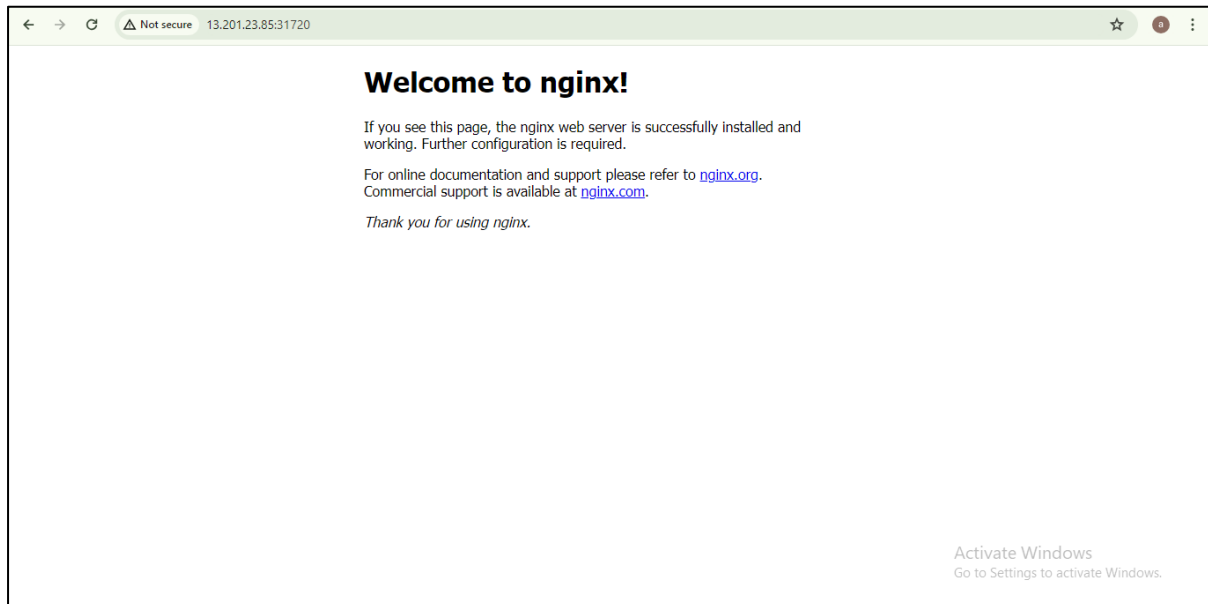 Not secure 13.201.23.85:31720
a
Welcome to nginx!
If you see this page, the nginx web server is successfully installed and
working. Further configuration is required.
For online documentation and support please refer to nginx.org.
Commercial support is available at nginx.com.
Thank you for using nginx.
Activate Windows
Go to Settings to activate Windows.